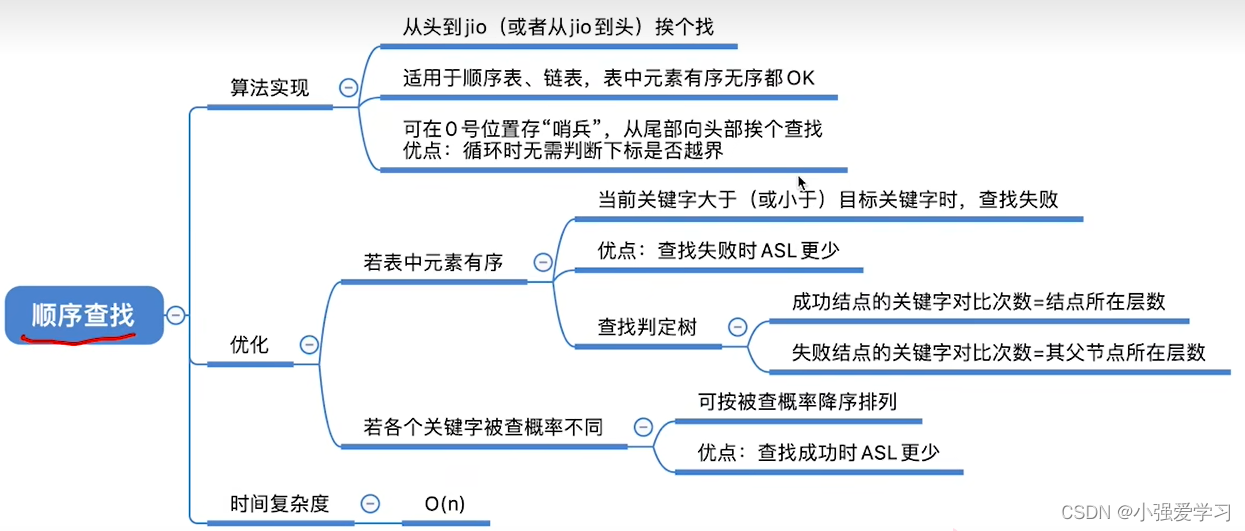 从头到jio（或者从jio到头）挨个找
算法实现
适用于顺序表、链表，表中元素有序无序都OK
可在0号位置存“哨兵”，从尾部向头部挨个查找
优点：循环时无需判断下标是否越界
当前关键字大于（或小于）目标关键字时，查找失败
若表中元素有序
优点：查找失败时ASL更少
顺序查找
查找判定树
成功结点的关键字对比次数=结点所在层数
失败结点的关键字对比次数=其父节点所在层数
优化
若各个关键字被查概率不同
可按被查概率降序排列
优点：查找成功时ASL更少
时间复杂度
O(n)
CSDN @小强爱学习